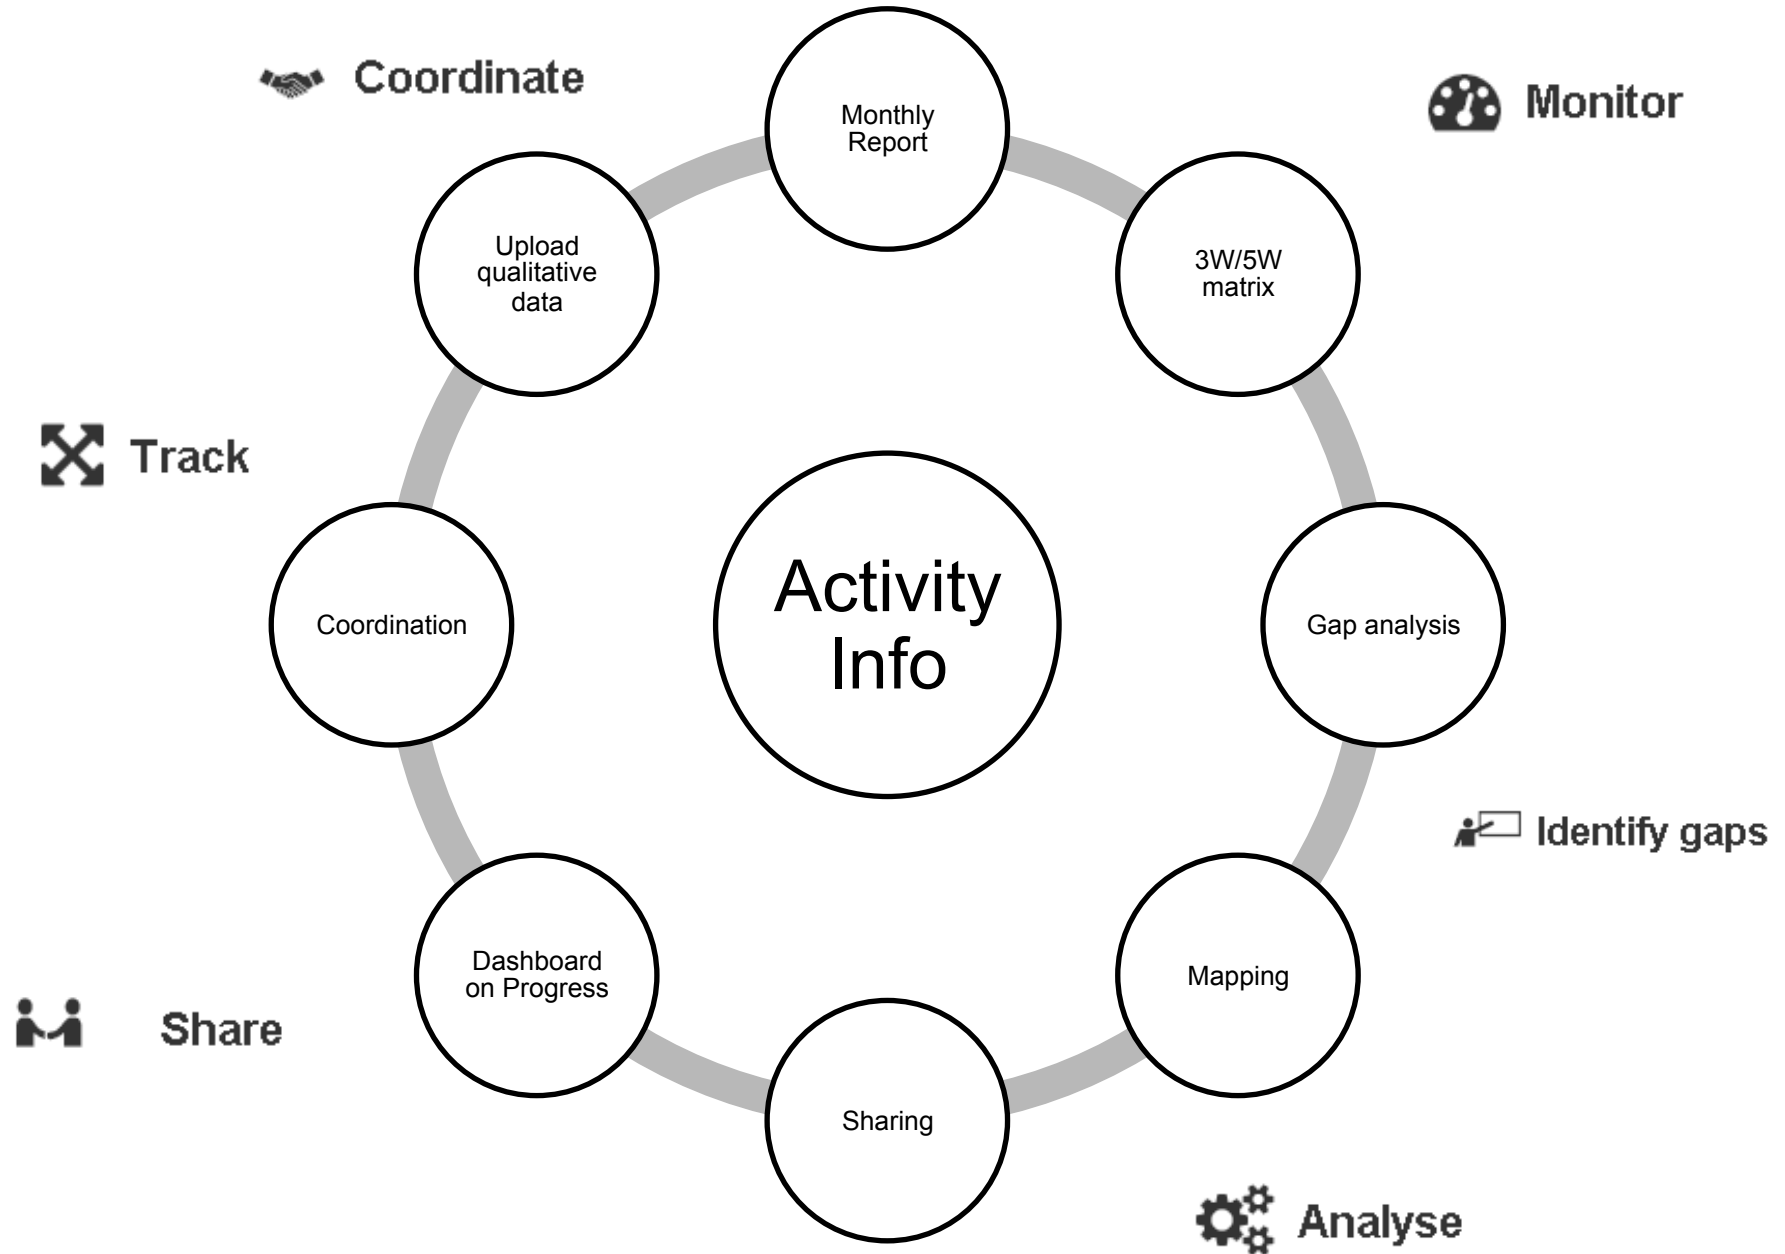 Coordinate
Monitor
Monthly
Report
Upload
qualitative
data
3W/5W
matrix
Track
Coordination
Activity
Info
Gap analysis
Identify gaps
Dashboard
on Progress
Mapping
Share
Sharing
Analyse